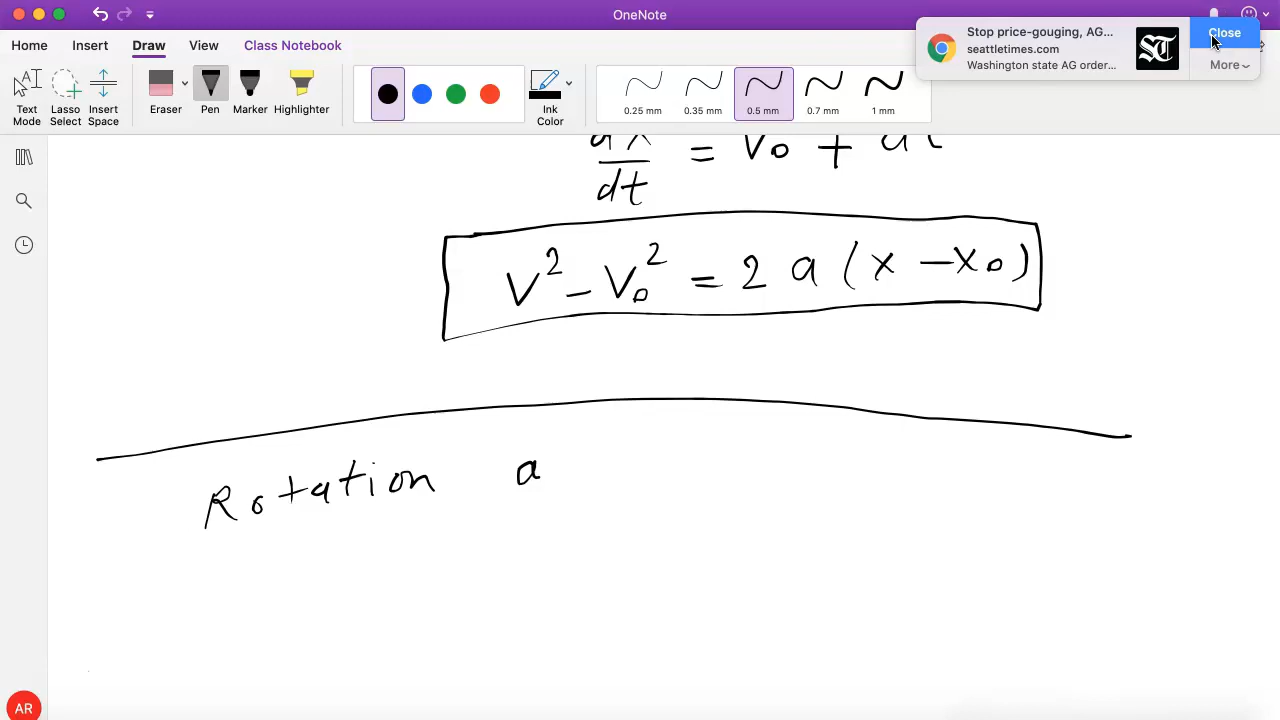 OneNote
Home Insert Draw View Class Notebook
Stop price-gouging, AG...
seattletimes.com
Washington state AG order...
Close
More
Text Mode
Lasso Select
Insert Space
Eraser
Pen
Marker
Highlighter
Ink Color
0.25 mm
0.35 mm
0.5 mm
0.7 mm
1 mm
dx/dt = V₀ + at
V² - V₀² = 2 a (x - x₀)
Rotation a
AR